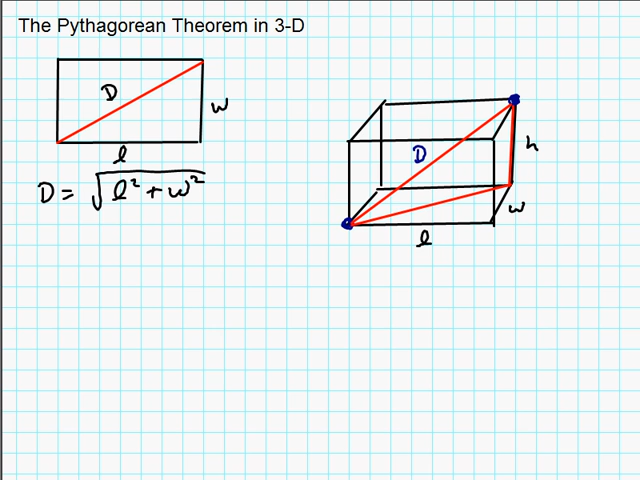 The Pythagorean Theorem in 3-D
D
w
l
D = √(l² + w²)
D
h
w
l